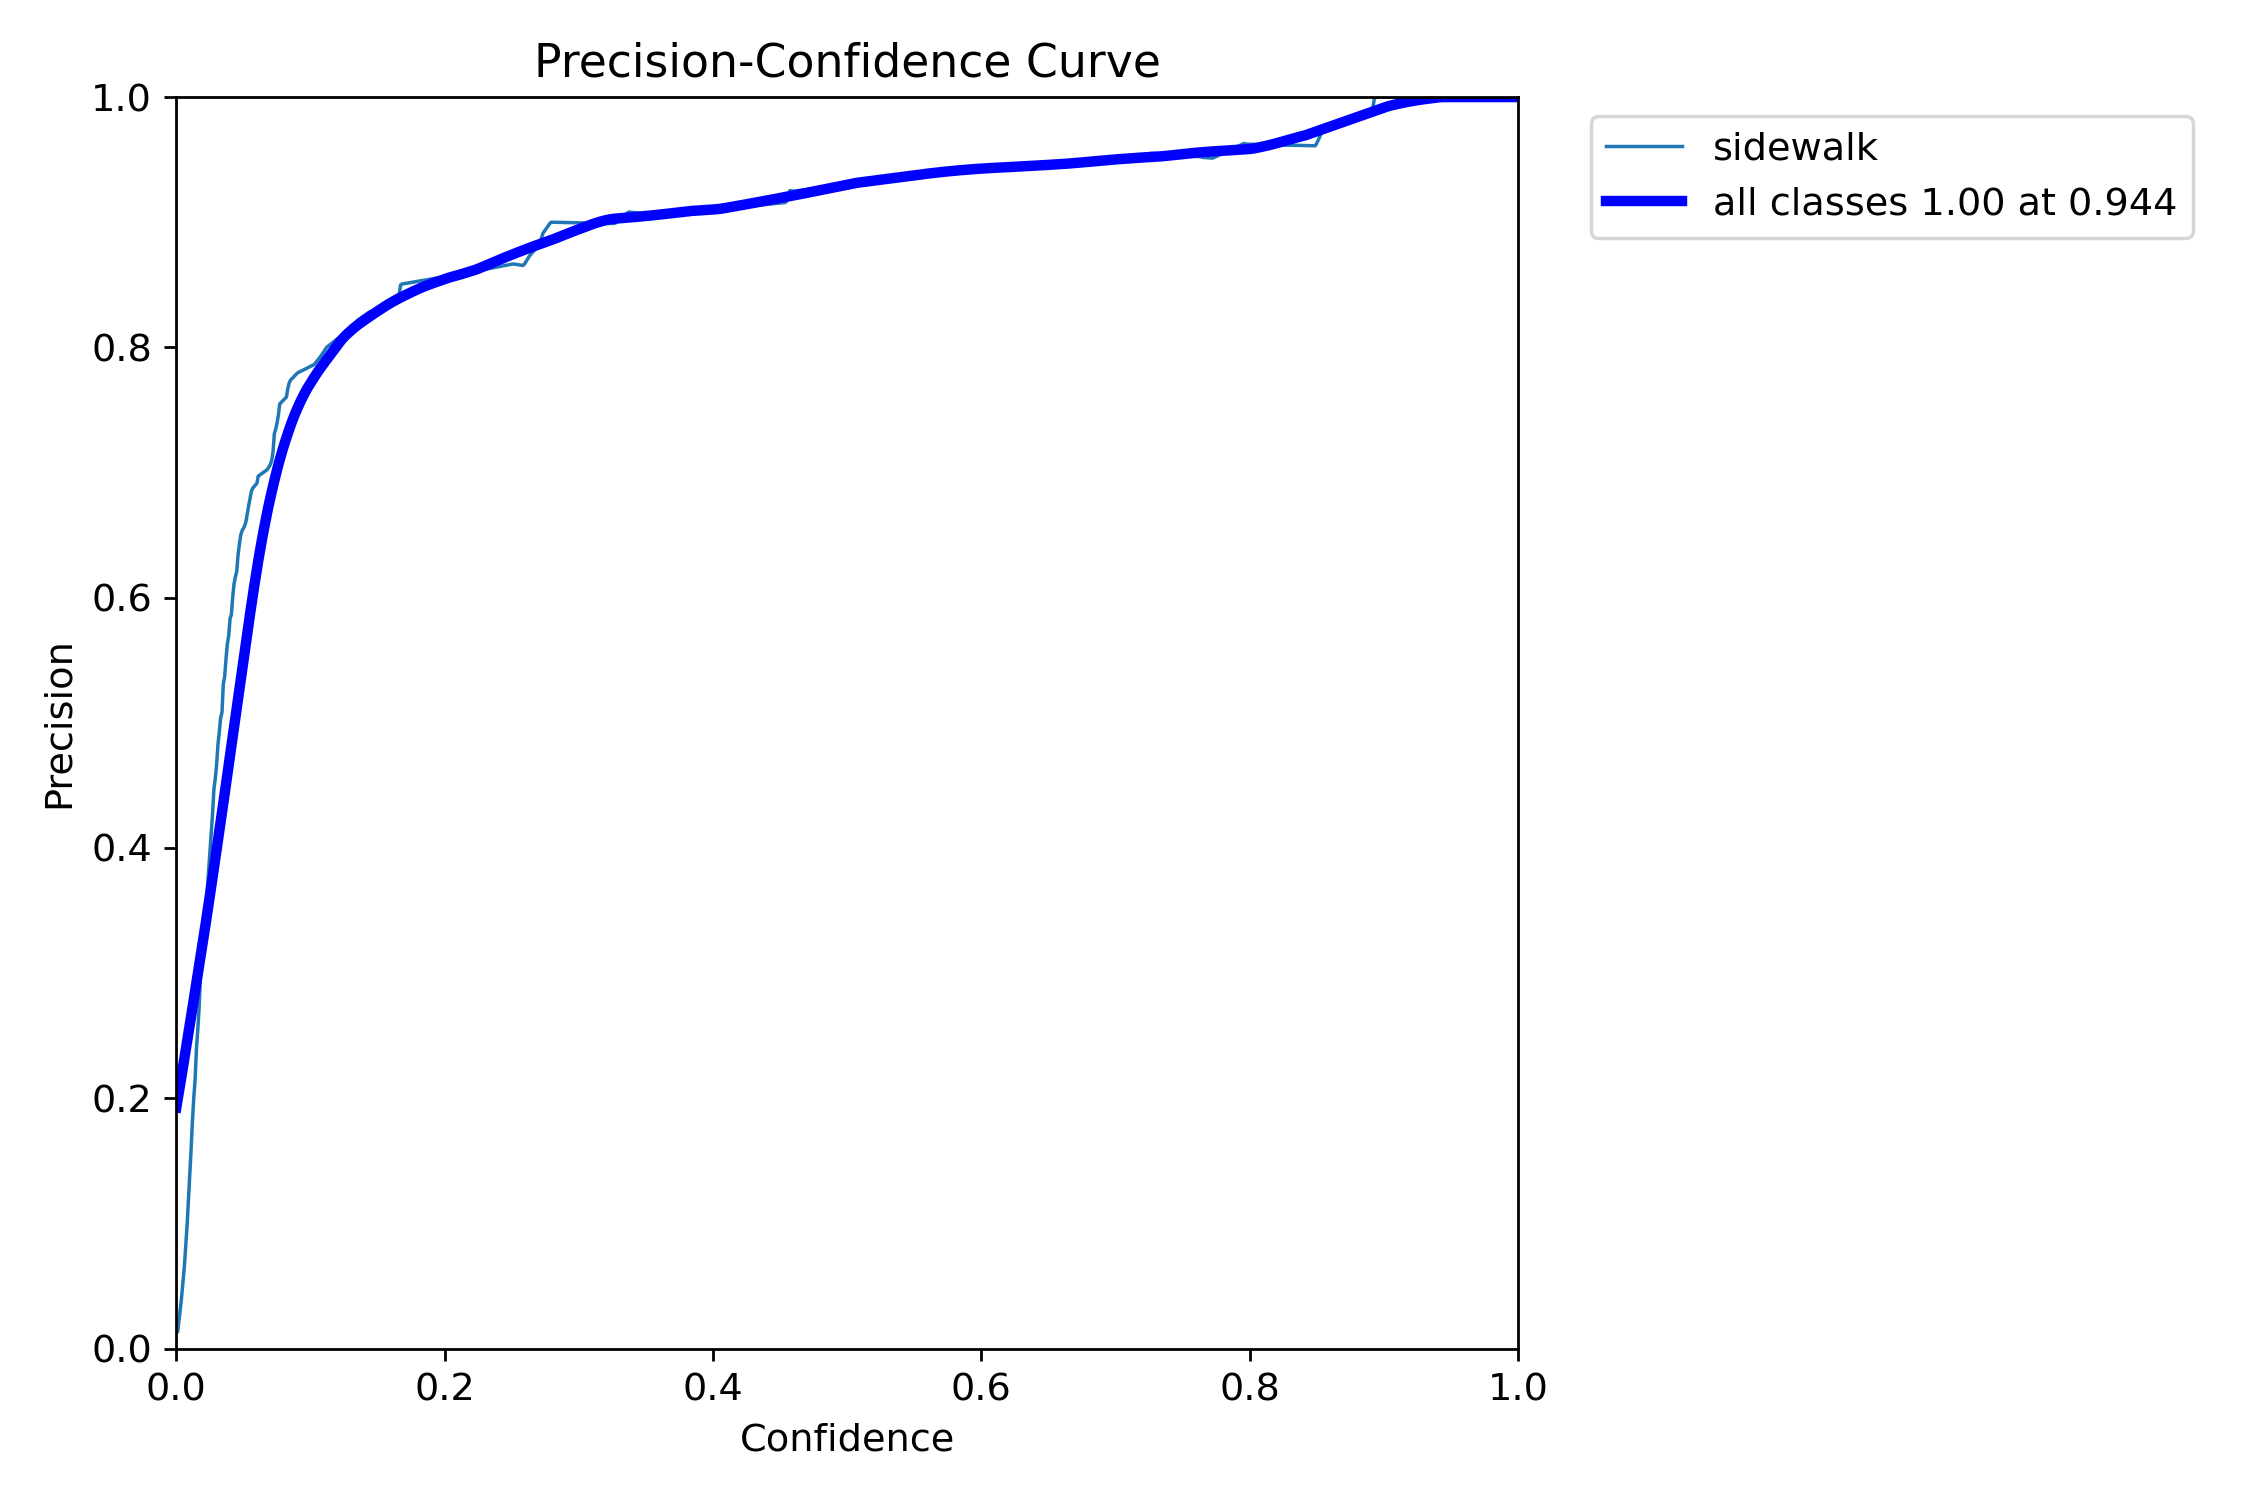 Precision-Confidence Curve
1.0
0.8
0.6
0.4
0.2
0.0
Precision
0.0 0.2 0.4 0.6 0.8 1.0
Confidence
sidewalk
all classes 1.00 at 0.944